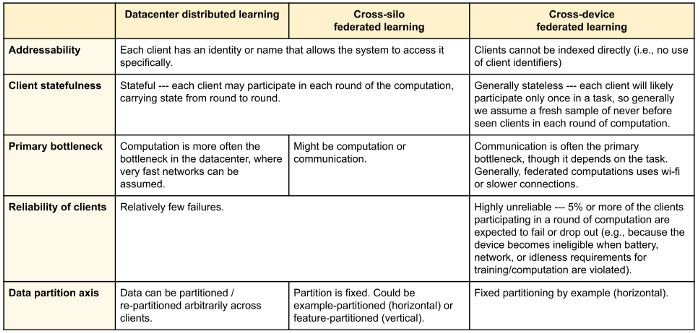 Datacenter distributed learning
Cross-silo
federated learning
Cross-device
federated learning
Addressability
Each client has an identity or name that allows the system to access it
specifically.
Clients cannot be indexed directly (i.e., no use
of client identifiers)
Client statefulness
Stateful --- each client may participate in each round of the computation,
carrying state from round to round.
Generally stateless --- each client will likely
participate only once in a task, so generally
we assume a fresh sample of never before
seen clients in each round of computation.
Primary bottleneck
Computation is more often the
bottleneck in the datacenter, where
very fast networks can be
assumed.
Might be computation or
communication.
Communication is often the primary
bottleneck, though it depends on the task.
Generally, federated computations uses wi-fi
or slower connections.
Reliability of clients
Relatively few failures.
Highly unreliable --- 5% or more of the clients
participating in a round of computation are
expected to fail or drop out (e.g., because the
device becomes ineligible when battery,
network, or idleness requirements for
training/computation are violated).
Data partition axis
Data can be partitioned /
re-partitioned arbitrarily across
clients.
Partition is fixed. Could be
example-partitioned (horizontal) or
feature-partitioned (vertical).
Fixed partitioning by example (horizontal).